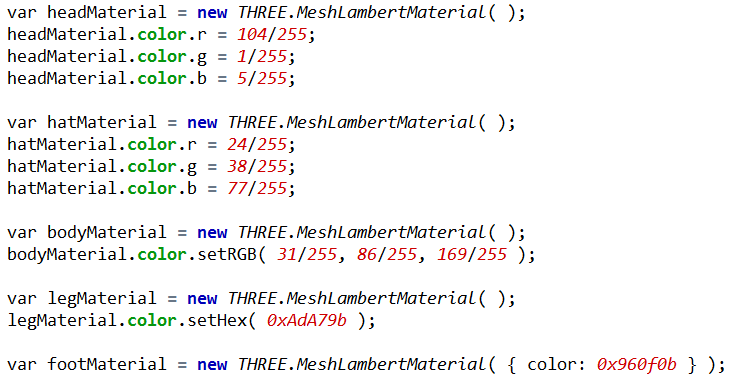 var headMaterial = new THREE.MeshLambertMaterial( );
headMaterial.color.r = 104/255;
headMaterial.color.g = 1/255;
headMaterial.color.b = 5/255;
var hatMaterial = new THREE.MeshLambertMaterial( );
hatMaterial.color.r = 24/255;
hatMaterial.color.g = 38/255;
hatMaterial.color.b = 77/255;
var bodyMaterial = new THREE.MeshLambertMaterial( );
bodyMaterial.color.setRGB( 31/255, 86/255, 169/255 );
var legMaterial = new THREE.MeshLambertMaterial( );
legMaterial.color.setHex( 0xAdA79b );
var footMaterial = new THREE.MeshLambertMaterial( { color: 0x960f0b } );